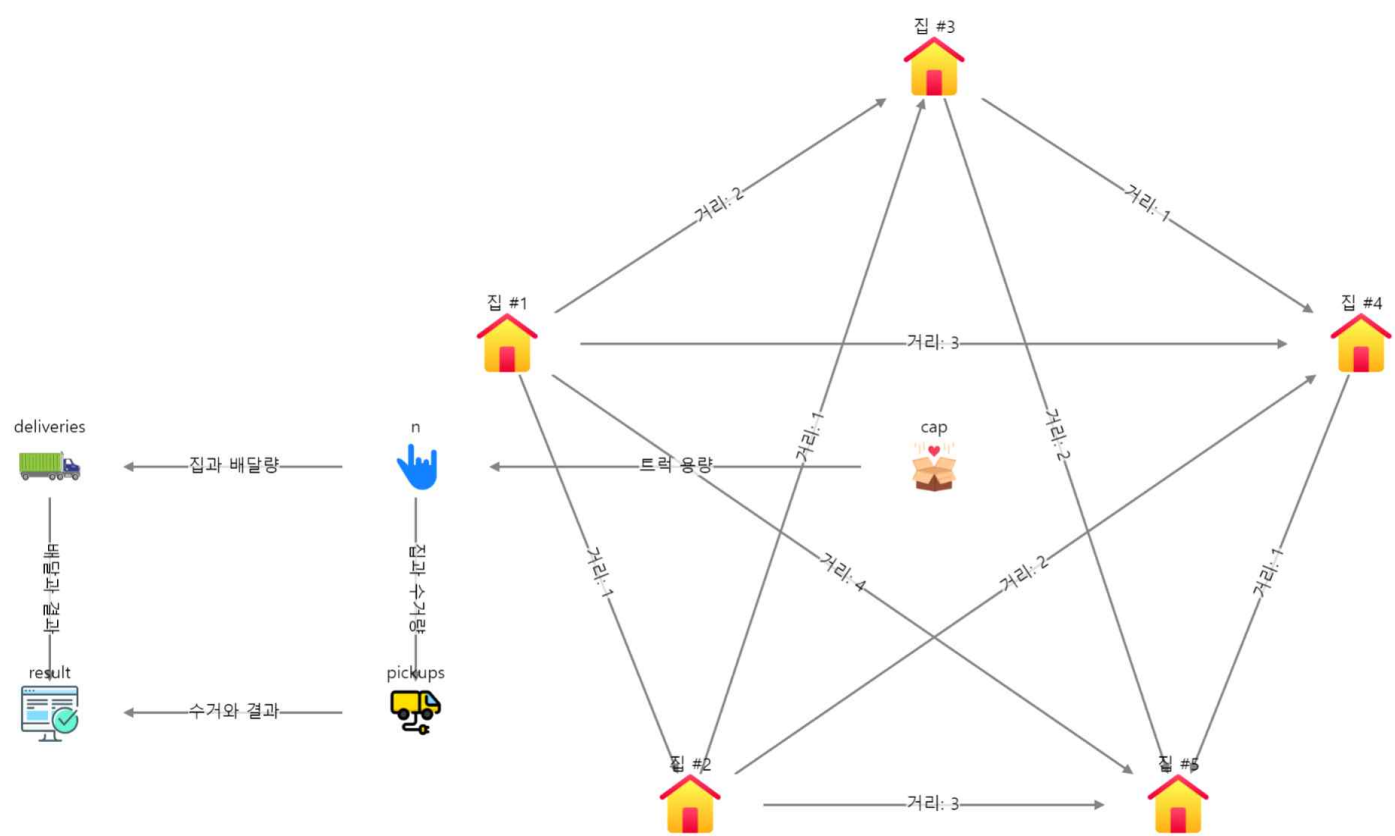 집 #3
거리: 2
거리: 1
집 #1
집 #4
거리: 3
deliveries
n
cap
거리: 1
거리: 2
집과 배달량
트럭 용량
배달과 결과
집과 수거량
거리: 1
거리: 4
거리: 2
거리: 1
result
pickups
수거와 결과
집 #2
집 #5
거리: 3